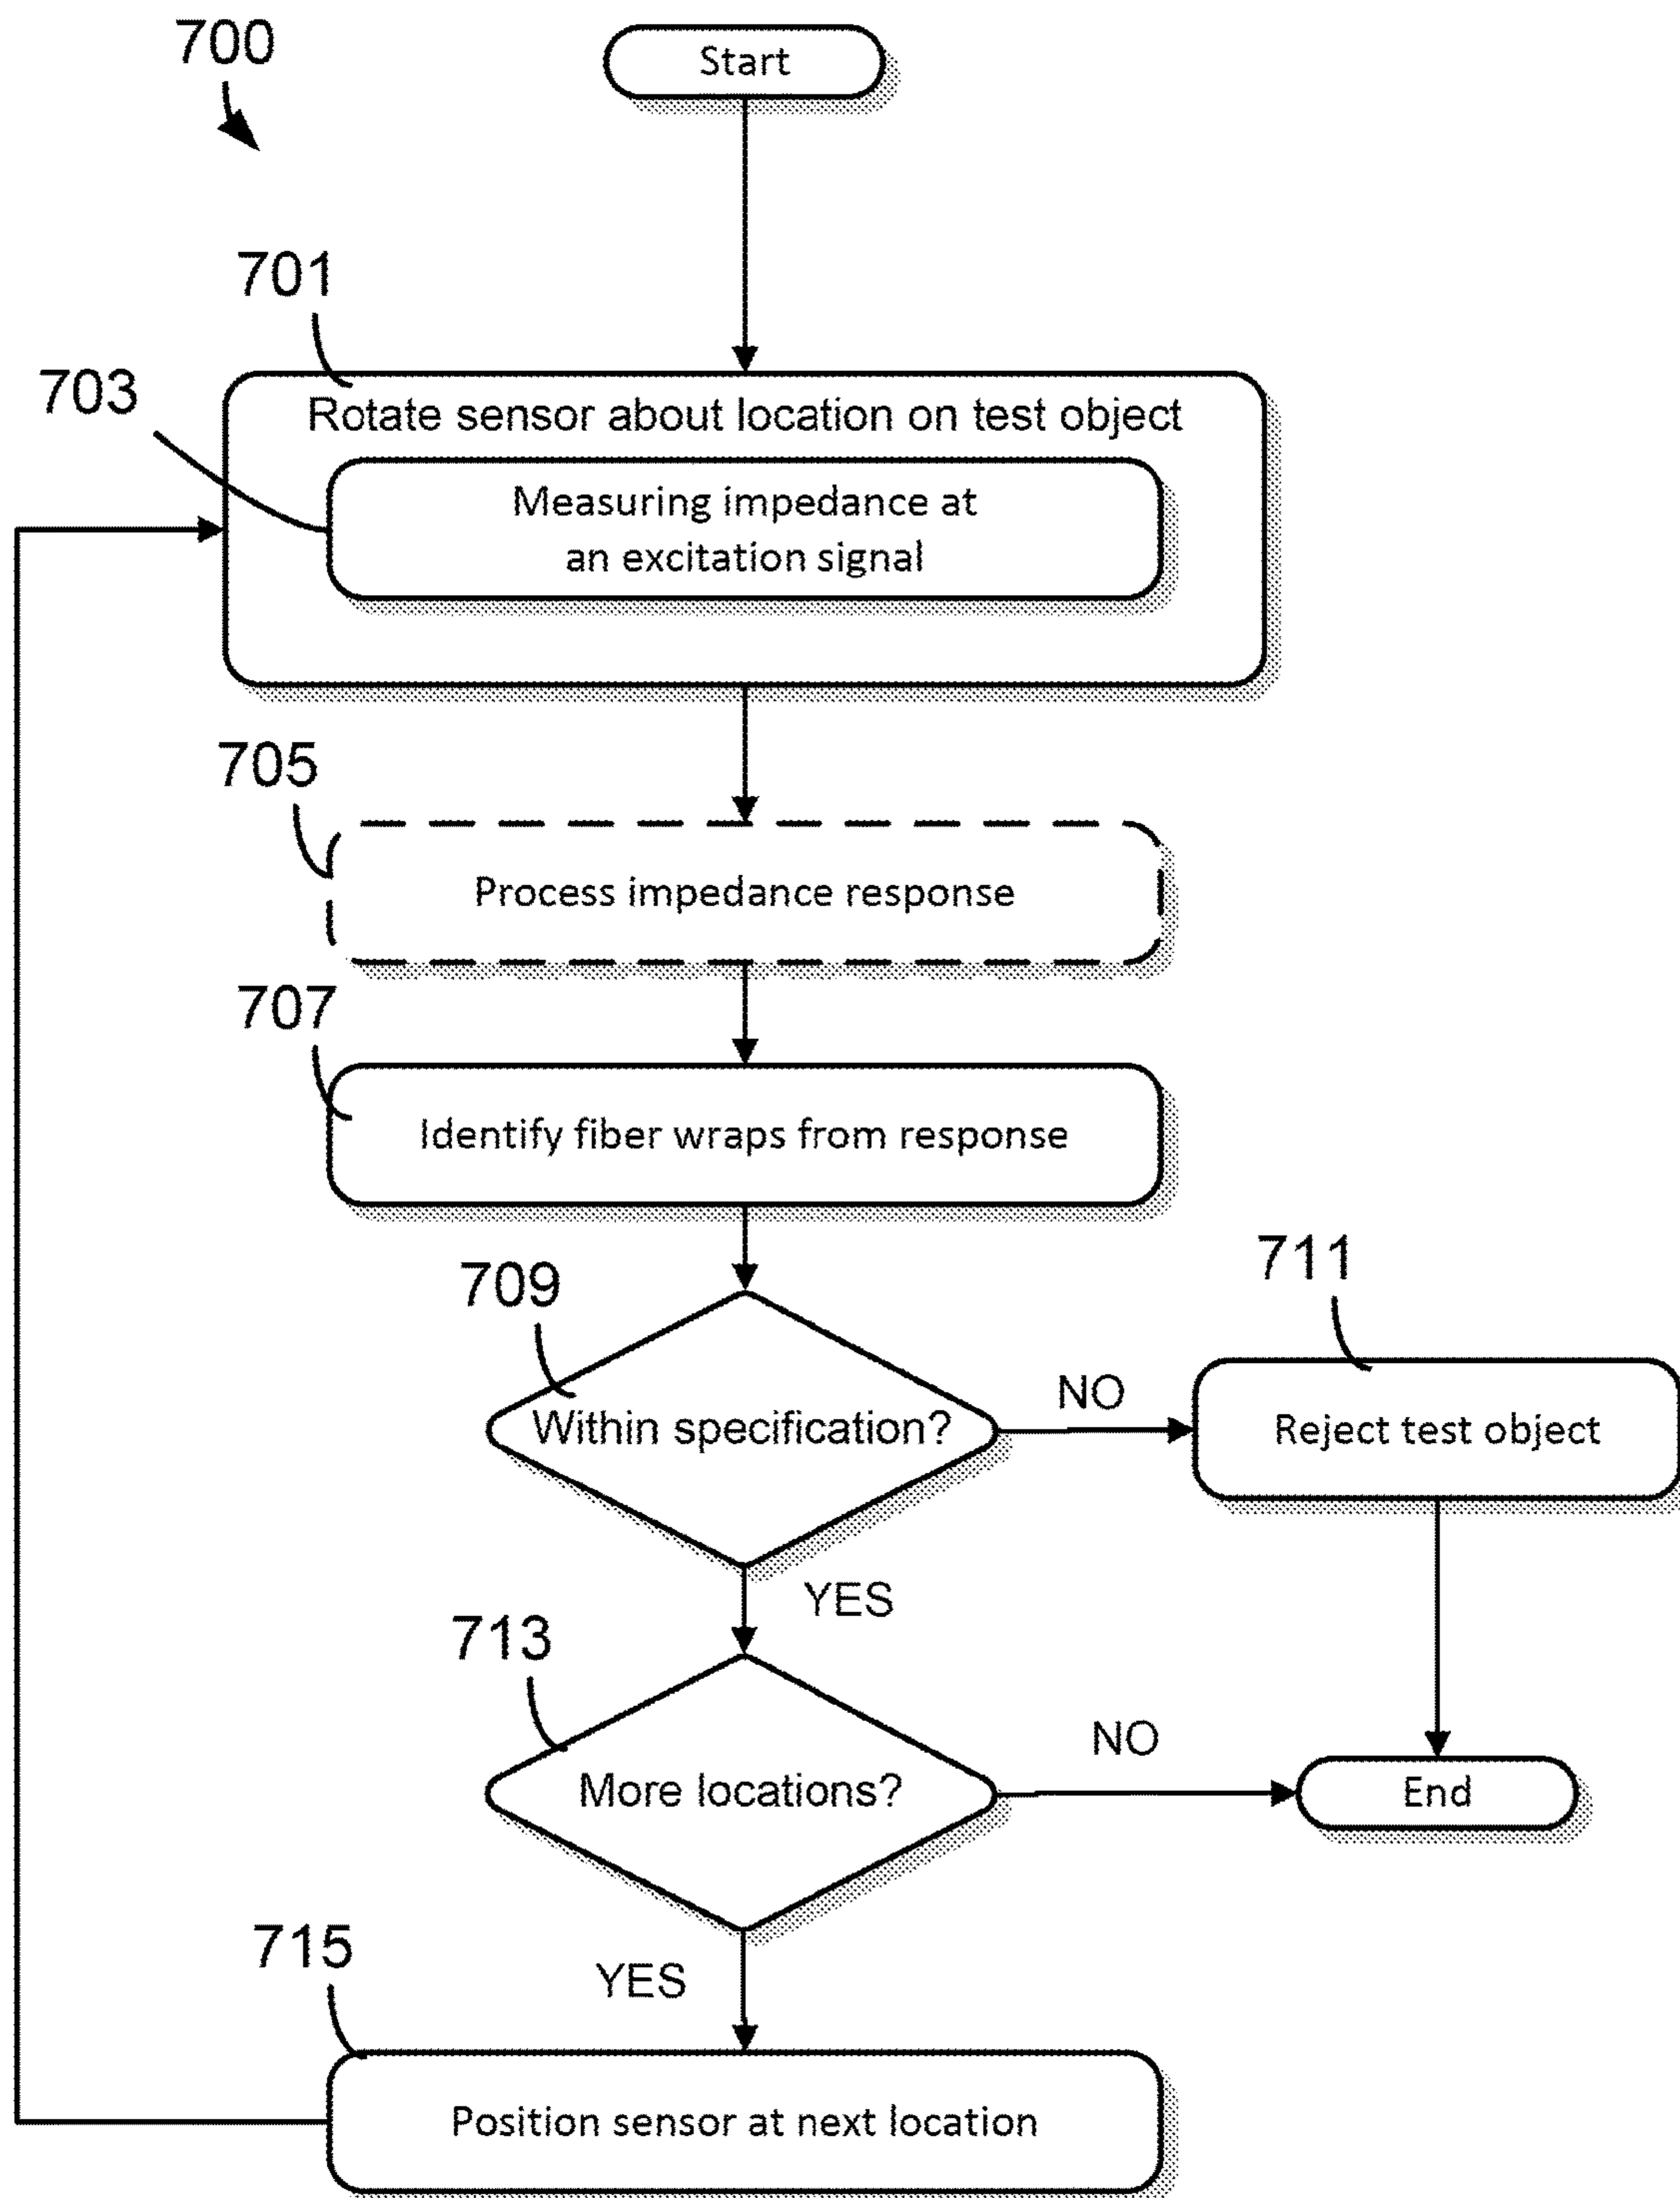 700
Start
701
703
Rotate sensor about location on test object
Measuring impedance at
an excitation signal
705
Process impedance response
707
Identify fiber wraps from response
709
711
Within specification?
NO
Reject test object
YES
713
More locations?
NO
End
YES
715
Position sensor at next location